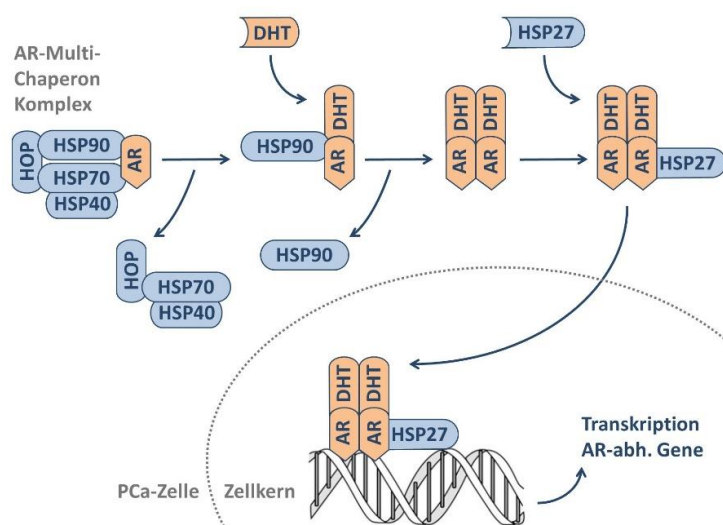 AR-Multi-
Chaperon
Komplex
HOP
HSP90
HSP70
HSP40
AR
DHT
HSP90
DHT
AR
HOP
HSP70
HSP40
HSP90
DHT
DHT
AR
AR
HSP27
DHT
DHT
AR
AR
HSP27
DHT
DHT
AR
AR
HSP27
Transkription
AR-abh. Gene
PCa-Zelle
Zellkern